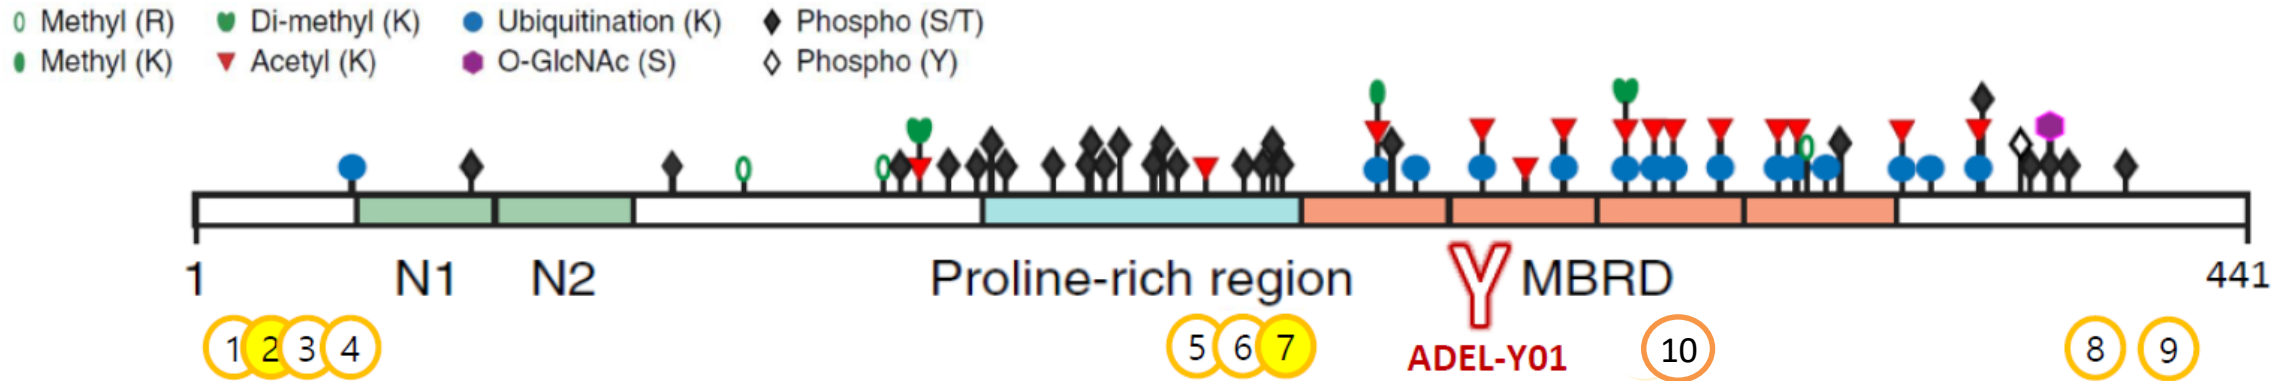 Methyl (R) Di-methyl (K) Ubiquitination (K) Phospho (S/T)
Methyl (K) Acetyl (K) O-GlcNAc (S) Phospho (Y)
1 N1 N2 Proline-rich region Y MBRD 441
1 2 3 4 5 6 7 ADEL-Y01 10 8 9